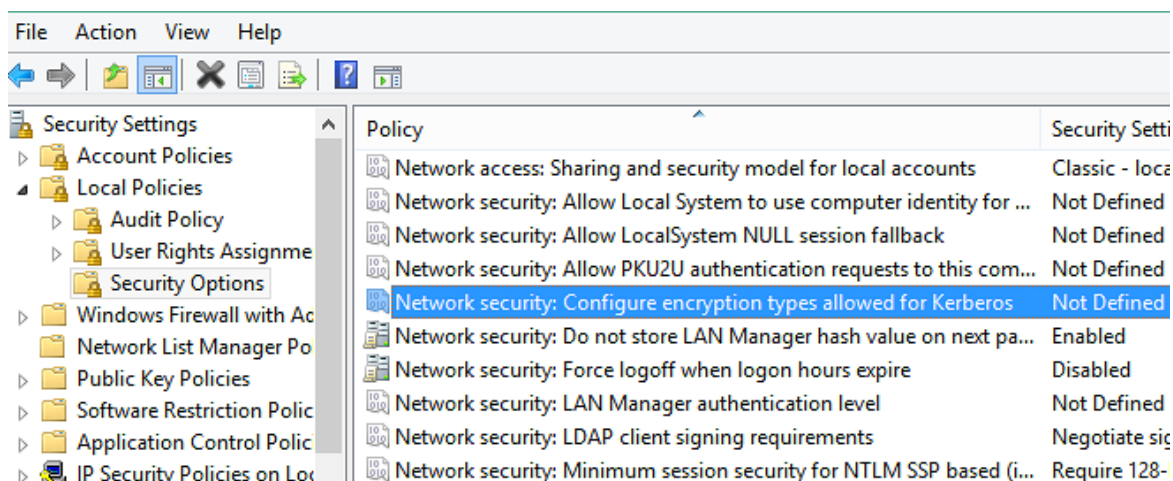 File Action View Help
Security Settings
Account Policies
Local Policies
Audit Policy
User Rights Assignme
Security Options
Windows Firewall with Ad
Network List Manager Po
Public Key Policies
Software Restriction Polic
Application Control Polic
IP Security Policies on Loc
Policy Security Setti
Network access: Sharing and security model for local accounts Classic - loca
Network security: Allow Local System to use computer identity for ... Not Defined
Network security: Allow LocalSystem NULL session fallback Not Defined
Network security: Allow PKU2U authentication requests to this com... Not Defined
Network security: Configure encryption types allowed for Kerberos Not Defined
Network security: Do not store LAN Manager hash value on next pa... Enabled
Network security: Force logoff when logon hours expire Disabled
Network security: LAN Manager authentication level Not Defined
Network security: LDAP client signing requirements Negotiate sig
Network security: Minimum session security for NTLM SSP based (i... Require 128-